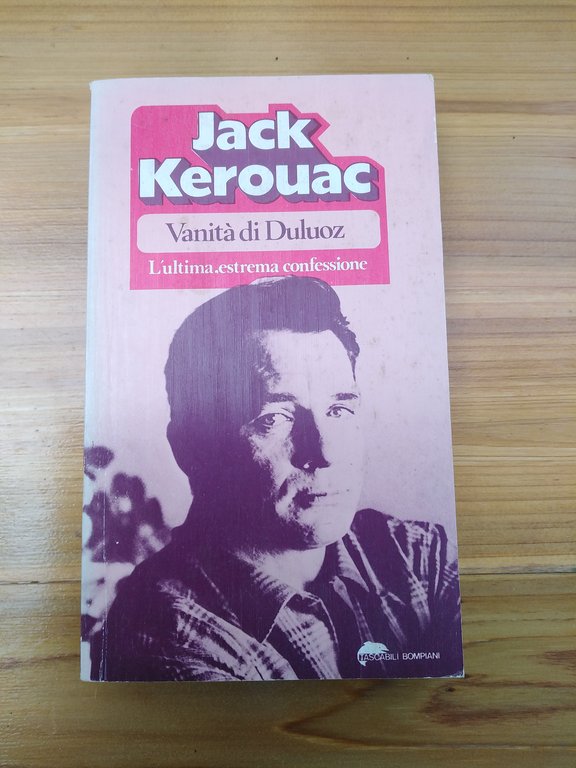 Jack
Kerouac
Vanità di Duluoz
L'ultima.estrema confessione
TASCABILI BOMPIANI